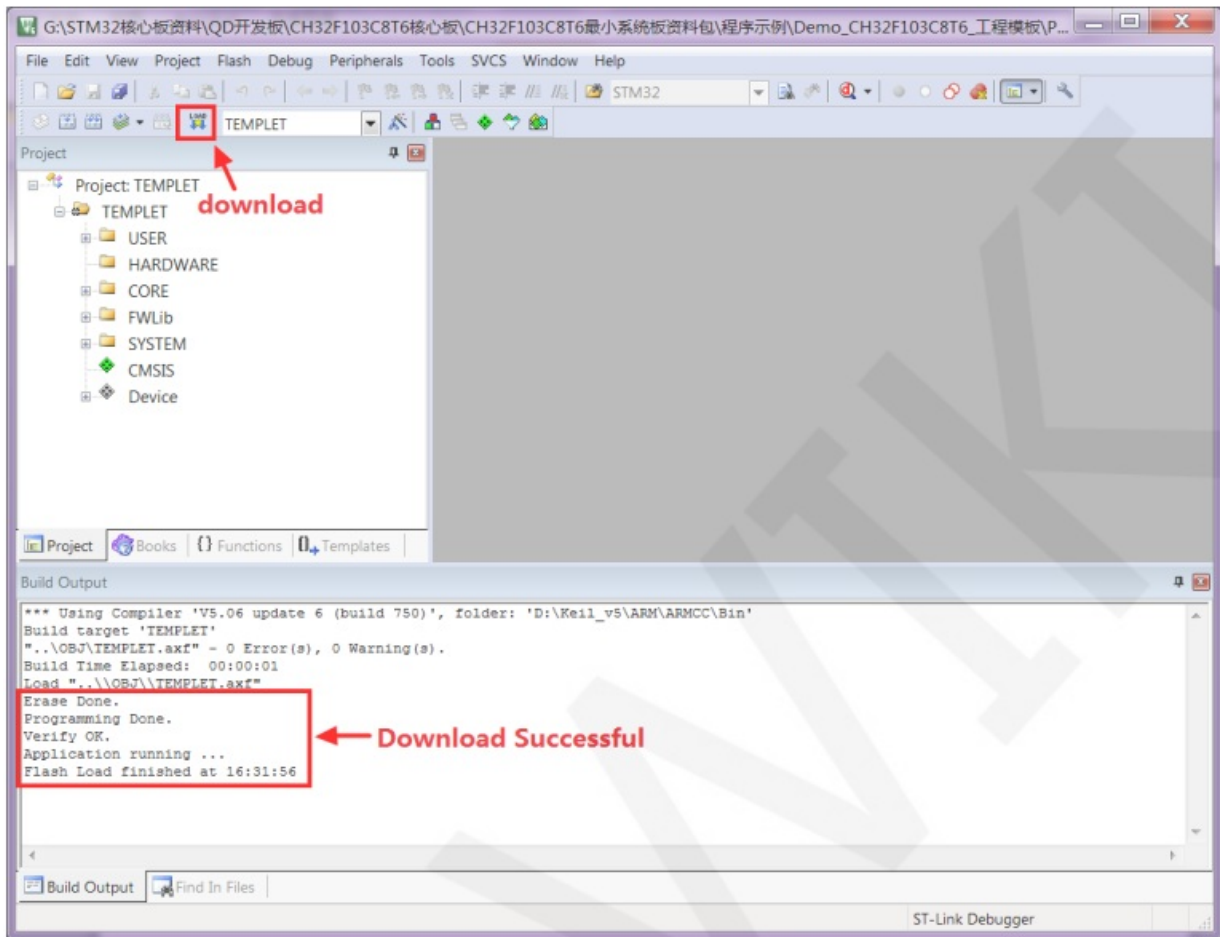 G:\STM32核心板资料\QD开发板\CH32F103C8T6核心板\CH32F103C8T6最小系统板资料包\程序示例\Demo_CH32F103C8T6_工程模板\P...
File Edit View Project Flash Debug Peripherals Tools SVCS Window Help
STM32
LOAD TEMPLET
Project
Project: TEMPLET
download
TEMPLET
USER
HARDWARE
CORE
FWLib
SYSTEM
CMSIS
Device
Project Books {} Functions Templates
Build Output
*** Using Compiler 'V5.06 update 6 (build 750)', folder: 'D:\Keil_v5\ARM\ARMCC\Bin'
Build target 'TEMPLET'
"..\OBJ\TEMPLET.axf" - 0 Error(s), 0 Warning(s).
Build Time Elapsed:  00:00:01
Load "..\\OBJ\\TEMPLET.axf"
Erase Done.
Programming Done.
Verify OK.
Download Successful
Application running ...
Flash Load finished at 16:31:56
Build Output Find In Files
ST-Link Debugger
WIKI